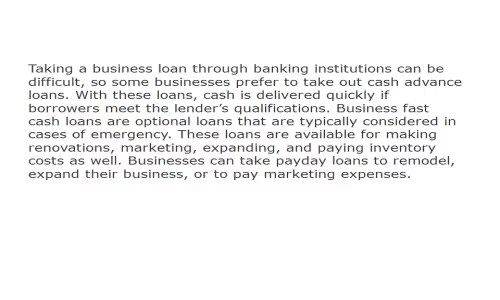 Taking a business loan through banking institutions can be
difficult, so some businesses prefer to take out cash advance
loans. With these loans, cash is delivered quickly if
borrowers meet the lender’s qualifications. Business fast
cash loans are optional loans that are typically considered in
cases of emergency. These loans are available for making
renovations, marketing, expanding, and paying inventory
costs as well. Businesses can take payday loans to remodel,
expand their business, or to pay marketing expenses.